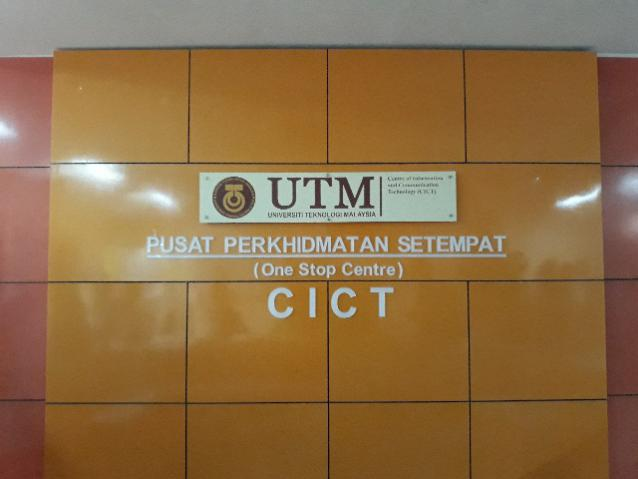 UTM
UNIVERSITI TEKNOLOGI MALAYSIA
Centre of Information
and Communication
Technology (CICT)
PUSAT PERKHIDMATAN SETEMPAT
(One Stop Centre)
CICT